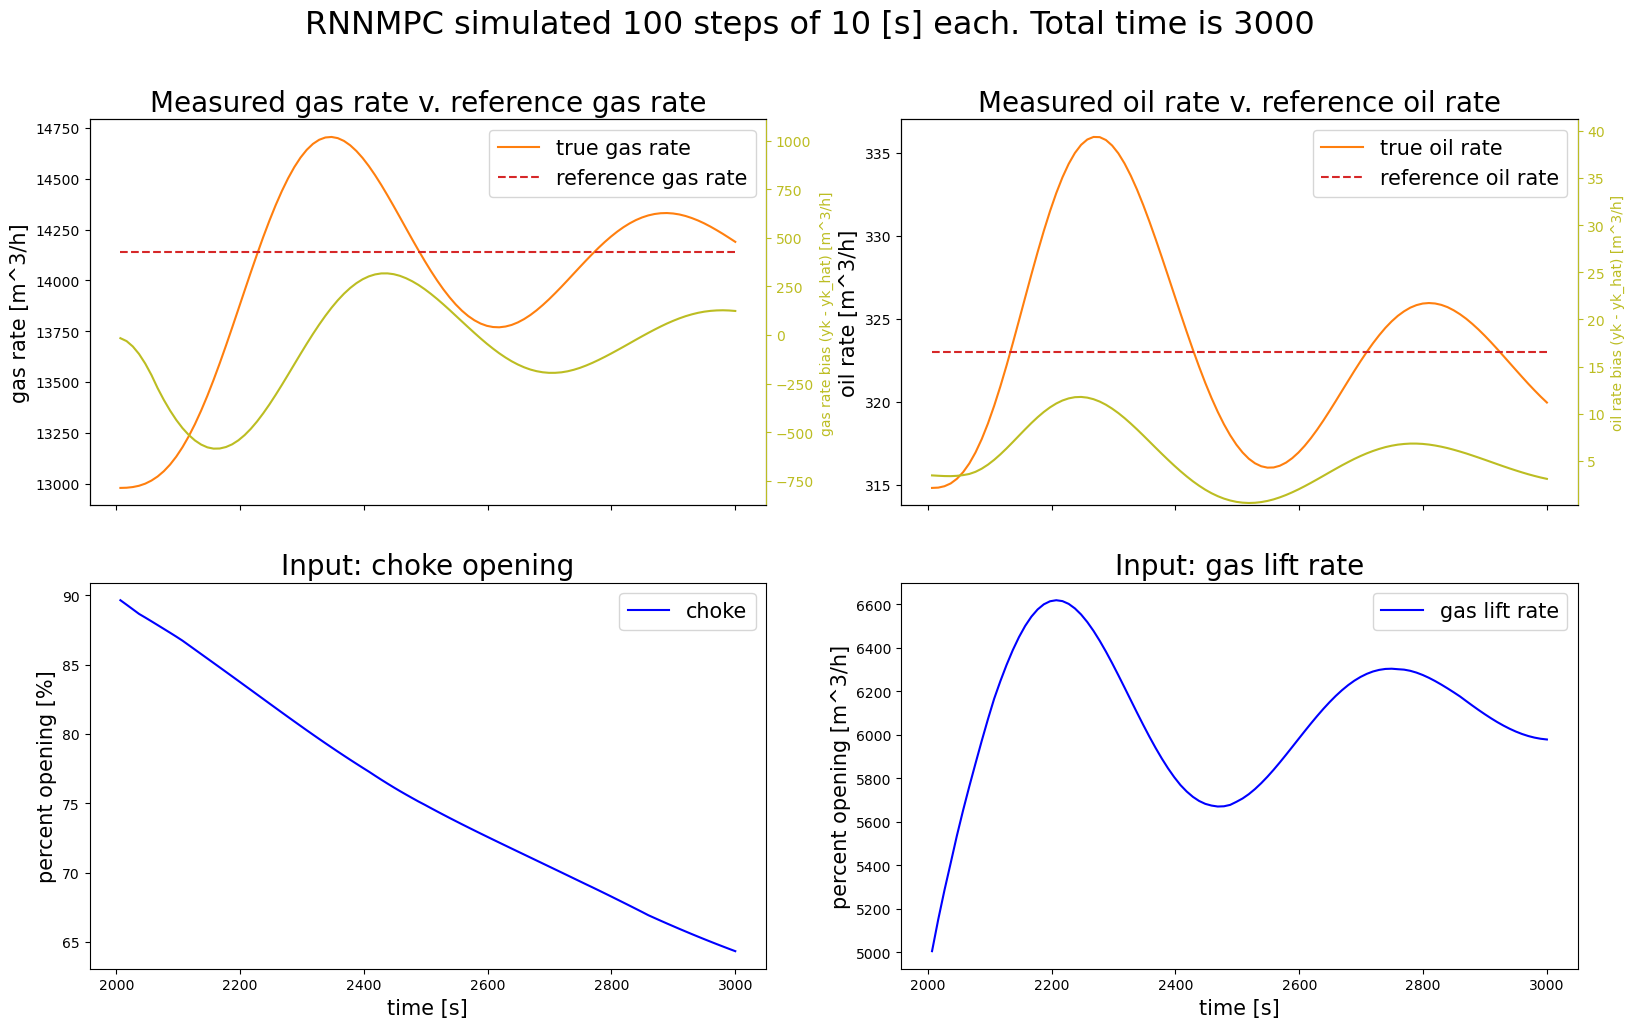 RNNMPC simulated 100 steps of 10 [s] each. Total time is 3000
Measured gas rate v. reference gas rate
true gas rate
reference gas rate
gas rate [m^3/h]
14750
14500
14250
14000
13750
13500
13250
13000
gas rate bias (yk - yk_hat) [m^3/h]
1000
750
500
250
0
−250
−500
−750
Measured oil rate v. reference oil rate
true oil rate
reference oil rate
oil rate [m^3/h]
335
330
325
320
315
oil rate bias (yk - yk_hat) [m^3/h]
40
35
30
25
20
15
10
5
Input: choke opening
choke
percent opening [%]
90
85
80
75
70
65
2000 2200 2400 2600 2800 3000
time [s]
Input: gas lift rate
gas lift rate
percent opening [m^3/h]
6600
6400
6200
6000
5800
5600
5400
5200
5000
2000 2200 2400 2600 2800 3000
time [s]